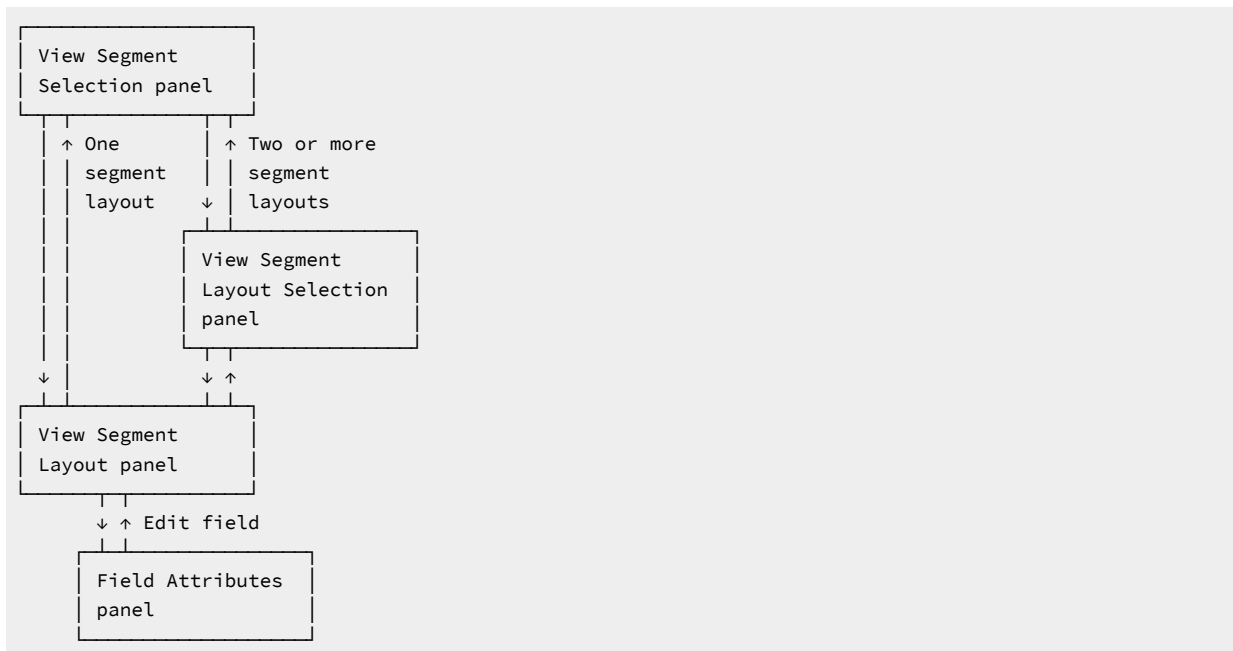 View Segment
Selection panel
↑ One ↑ Two or more
segment segment
layout ↓ layouts
View Segment
Layout Selection
panel
↓ ↓ ↑
View Segment
Layout panel
↓ ↑ Edit field
Field Attributes
panel